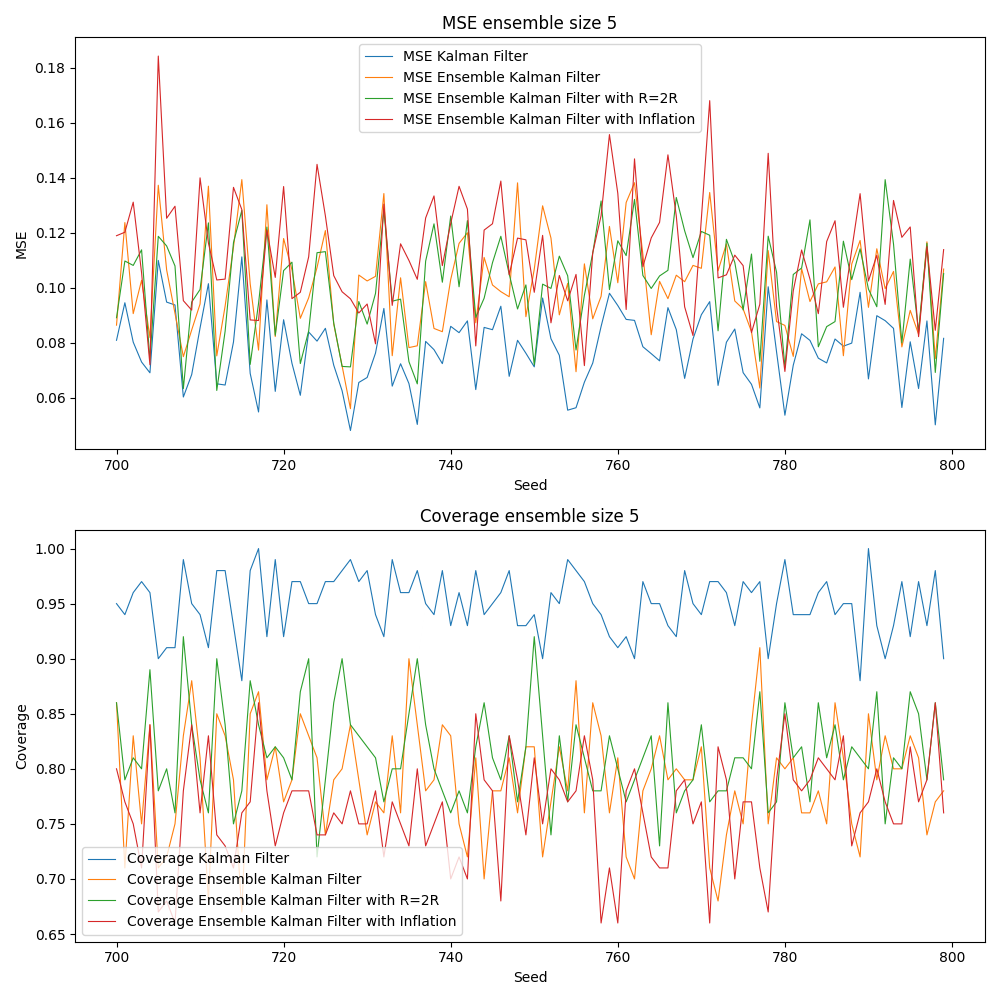 MSE ensemble size 5
MSE Kalman Filter
MSE Ensemble Kalman Filter
MSE Ensemble Kalman Filter with R=2R
MSE Ensemble Kalman Filter with Inflation
0.18
0.16
0.14
0.12
0.10
0.08
0.06
MSE
700 720 740 760 780 800
Seed
Coverage ensemble size 5
1.00
0.95
0.90
0.85
0.80
0.75
0.70
0.65
Coverage
Coverage Kalman Filter
Coverage Ensemble Kalman Filter
Coverage Ensemble Kalman Filter with R=2R
Coverage Ensemble Kalman Filter with Inflation
700 720 740 760 780 800
Seed